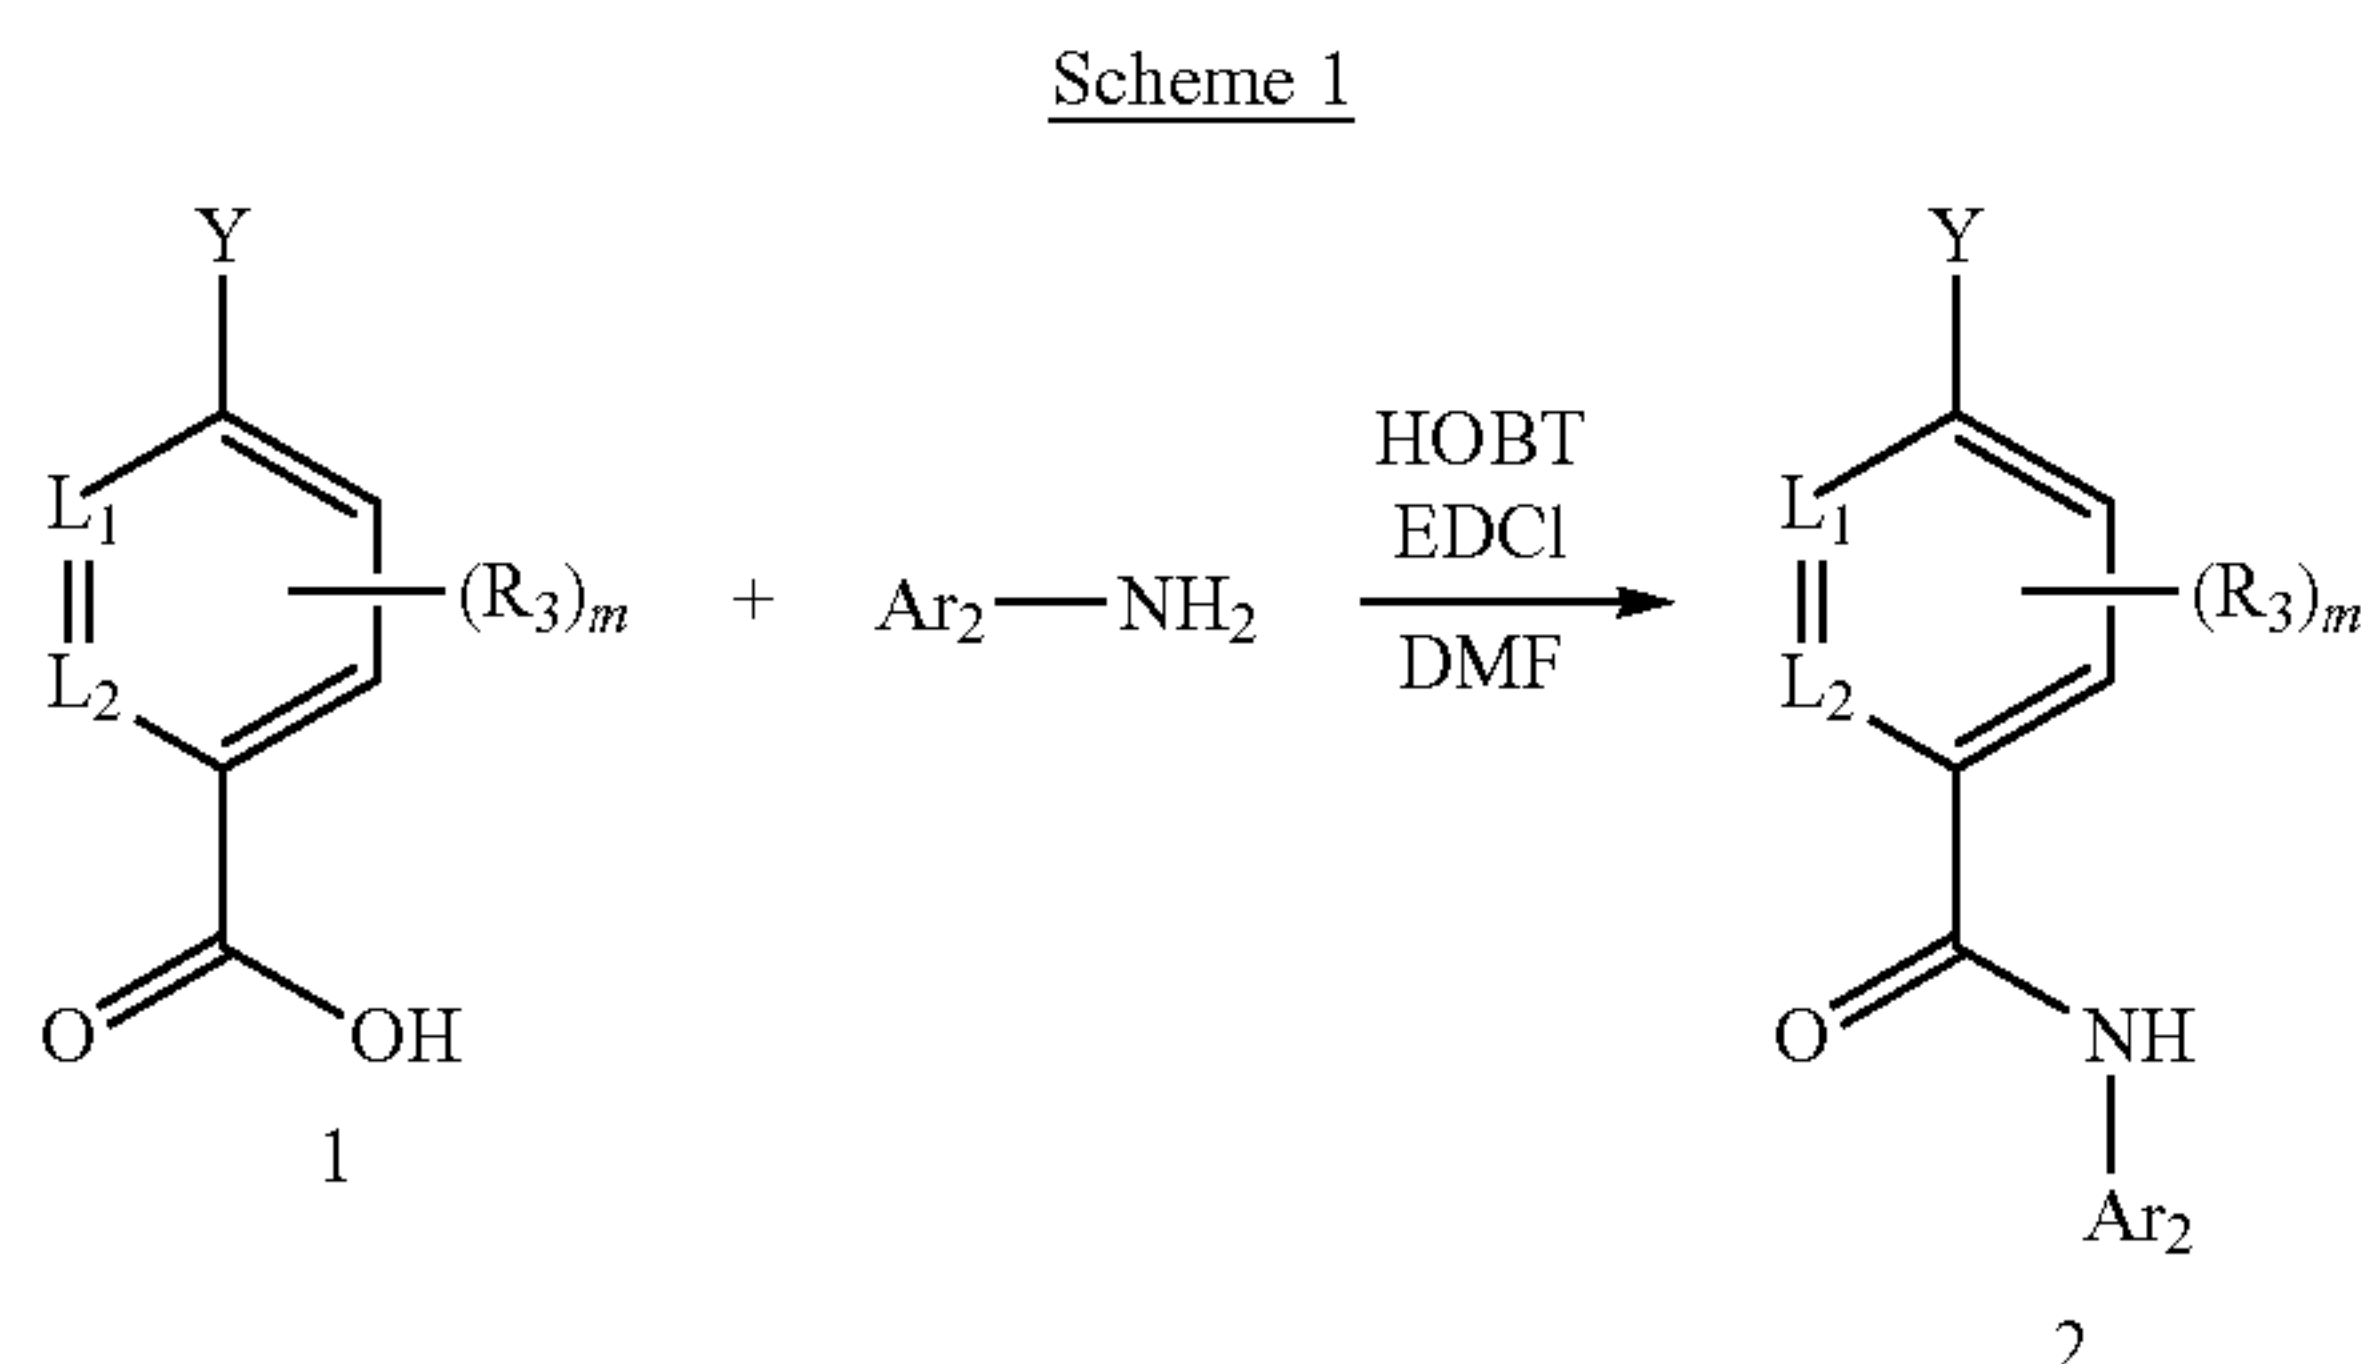 Scheme 1
Y
L1
L2
(R3)m
O
OH
1
+
Ar2—NH2
HOBT
EDCl
DMF
Y
L1
L2
(R3)m
O
NH
Ar2
2